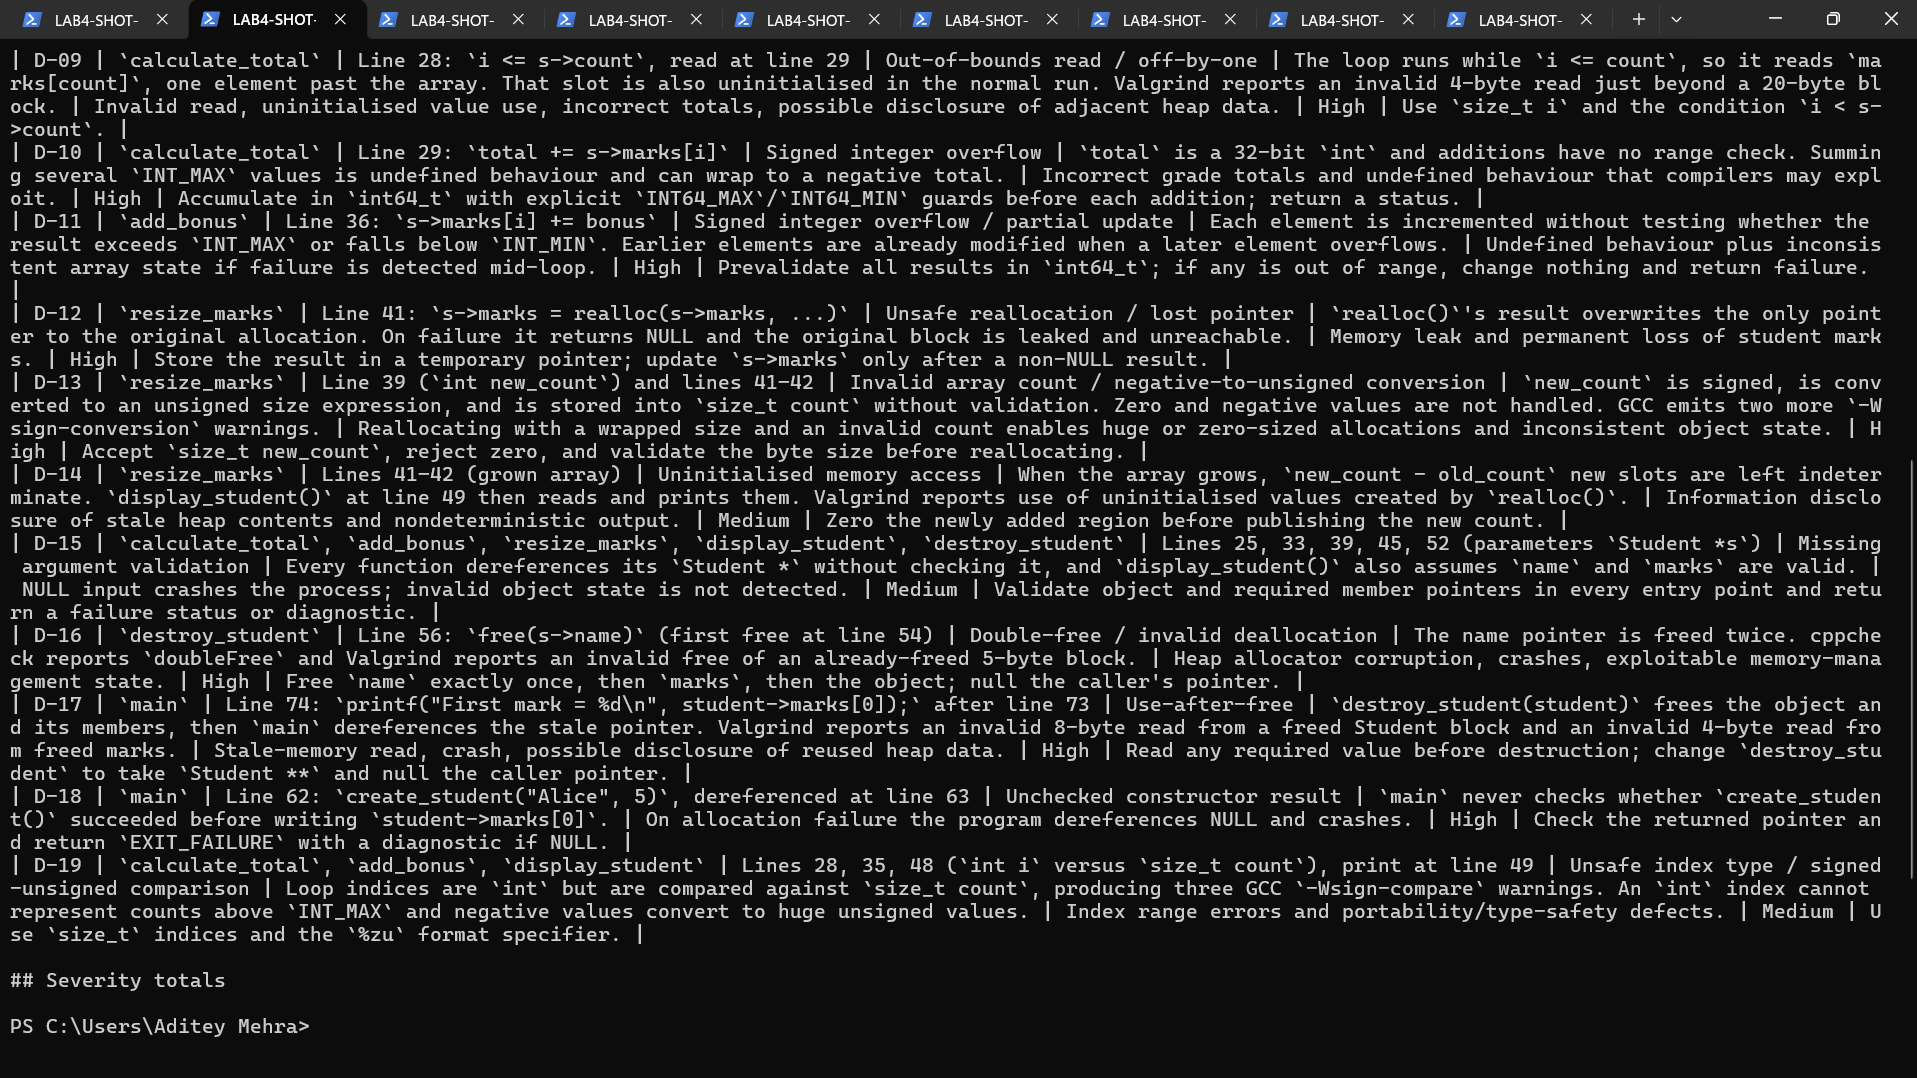 LAB4-SHOT- LAB4-SHOT- LAB4-SHOT- LAB4-SHOT- LAB4-SHOT- LAB4-SHOT- LAB4-SHOT- LAB4-SHOT- LAB4-SHOT-
| D-09 | `calculate_total` | Line 28: `i <= s->count`, read at line 29 | Out-of-bounds read / off-by-one | The loop runs while `i <= count`, so it reads `ma
rks[count]`, one element past the array. That slot is also uninitialised in the normal run. Valgrind reports an invalid 4-byte read just beyond a 20-byte bl
ock. | Invalid read, uninitialised value use, incorrect totals, possible disclosure of adjacent heap data. | High | Use `size_t i` and the condition `i < s-
>count`. |
| D-10 | `calculate_total` | Line 29: `total += s->marks[i]` | Signed integer overflow | `total` is a 32-bit `int` and additions have no range check. Summin
g several `INT_MAX` values is undefined behaviour and can wrap to a negative total. | Incorrect grade totals and undefined behaviour that compilers may expl
oit. | High | Accumulate in `int64_t` with explicit `INT64_MAX`/`INT64_MIN` guards before each addition; return a status. |
| D-11 | `add_bonus` | Line 36: `s->marks[i] += bonus` | Signed integer overflow / partial update | Each element is incremented without testing whether the
result exceeds `INT_MAX` or falls below `INT_MIN`. Earlier elements are already modified when a later element overflows. | Undefined behaviour plus inconsis
tent array state if failure is detected mid-loop. | High | Prevalidate all results in `int64_t`; if any is out of range, change nothing and return failure.
|
| D-12 | `resize_marks` | Line 41: `s->marks = realloc(s->marks, ...)` | Unsafe reallocation / lost pointer | `realloc()`'s result overwrites the only point
er to the original allocation. On failure it returns NULL and the original block is leaked and unreachable. | Memory leak and permanent loss of student mark
s. | High | Store the result in a temporary pointer; update `s->marks` only after a non-NULL result. |
| D-13 | `resize_marks` | Line 39 (`int new_count`) and lines 41-42 | Invalid array count / negative-to-unsigned conversion | `new_count` is signed, is conv
erted to an unsigned size expression, and is stored into `size_t count` without validation. Zero and negative values are not handled. GCC emits two more `-W
sign-conversion` warnings. | Reallocating with a wrapped size and an invalid count enables huge or zero-sized allocations and inconsistent object state. | H
igh | Accept `size_t new_count`, reject zero, and validate the byte size before reallocating. |
| D-14 | `resize_marks` | Lines 41-42 (grown array) | Uninitialised memory access | When the array grows, `new_count - old_count` new slots are left indeter
minate. `display_student()` at line 49 then reads and prints them. Valgrind reports use of uninitialised values created by `realloc()`. | Information disclo
sure of stale heap contents and nondeterministic output. | Medium | Zero the newly added region before publishing the new count. |
| D-15 | `calculate_total`, `add_bonus`, `resize_marks`, `display_student`, `destroy_student` | Lines 25, 33, 39, 45, 52 (parameters `Student *s`) | Missing
argument validation | Every function dereferences its `Student *` without checking it, and `display_student()` also assumes `name` and `marks` are valid. |
NULL input crashes the process; invalid object state is not detected. | Medium | Validate object and required member pointers in every entry point and retu
rn a failure status or diagnostic. |
| D-16 | `destroy_student` | Line 56: `free(s->name)` (first free at line 54) | Double-free / invalid deallocation | The name pointer is freed twice. cppche
ck reports `doubleFree` and Valgrind reports an invalid free of an already-freed 5-byte block. | Heap allocator corruption, crashes, exploitable memory-mana
gement state. | High | Free `name` exactly once, then `marks`, then the object; null the caller's pointer. |
| D-17 | `main` | Line 74: `printf("First mark = %d\n", student->marks[0]);` after line 73 | Use-after-free | `destroy_student(student)` frees the object an
d its members, then `main` dereferences the stale pointer. Valgrind reports an invalid 8-byte read from a freed Student block and an invalid 4-byte read fro
m freed marks. | Stale-memory read, crash, possible disclosure of reused heap data. | High | Read any required value before destruction; change `destroy_stu
dent` to take `Student **` and null the caller pointer. |
| D-18 | `main` | Line 62: `create_student("Alice", 5)`, dereferenced at line 63 | Unchecked constructor result | `main` never checks whether `create_studen
t()` succeeded before writing `student->marks[0]`. | On allocation failure the program dereferences NULL and crashes. | High | Check the returned pointer an
d return `EXIT_FAILURE` with a diagnostic if NULL. |
| D-19 | `calculate_total`, `add_bonus`, `display_student` | Lines 28, 35, 48 (`int i` versus `size_t count`), print at line 49 | Unsafe index type / signed
-unsigned comparison | Loop indices are `int` but are compared against `size_t count`, producing three GCC `-Wsign-compare` warnings. An `int` index cannot
represent counts above `INT_MAX` and negative values convert to huge unsigned values. | Index range errors and portability/type-safety defects. | Medium | U
se `size_t` indices and the `%zu` format specifier. |
## Severity totals
PS C:\Users\Aditey Mehra>